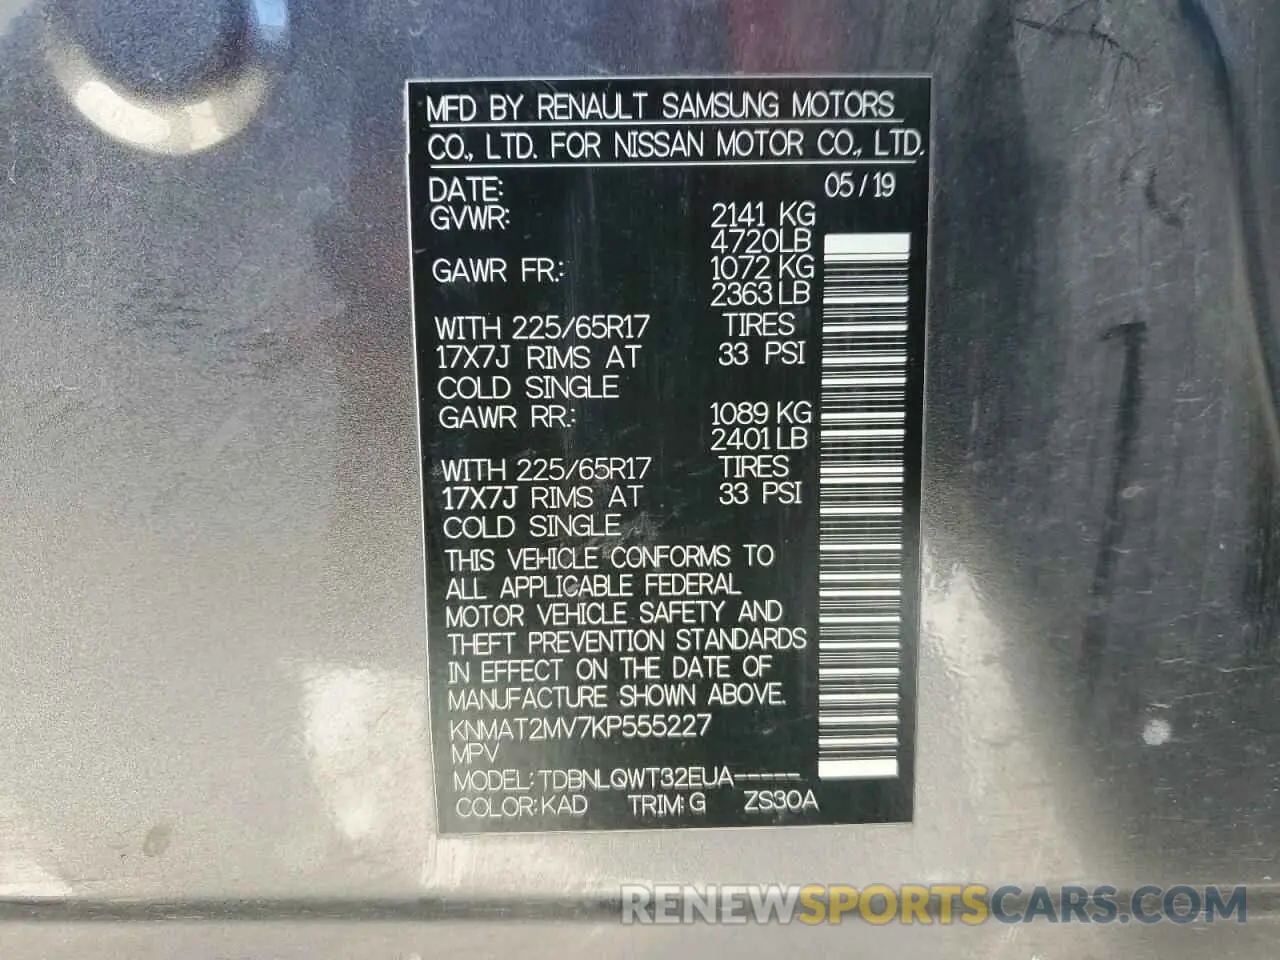 MFD BY RENAULT SAMSUNG MOTORS
CO., LTD. FOR NISSAN MOTOR CO., LTD.
DATE: 05/19
GVWR: 2141 KG
4720LB
GAWR FR.: 1072 KG
2363LB
WITH 225/65R17 TIRES
17X7J RIMS AT 33 PSI
COLD SINGLE
GAWR RR.: 1089 KG
2401LB
WITH 225/65R17 TIRES
17X7J RIMS AT 33 PSI
COLD SINGLE
THIS VEHICLE CONFORMS TO
ALL APPLICABLE FEDERAL
MOTOR VEHICLE SAFETY AND
THEFT PREVENTION STANDARDS
IN EFFECT ON THE DATE OF
MANUFACTURE SHOWN ABOVE.
KNMAT2MV7KP555227
MPV
MODEL: TDBNLQWT32EUA-----
COLOR: KAD TRIM: G ZS30A
RENEWSPORTSCARS.COM